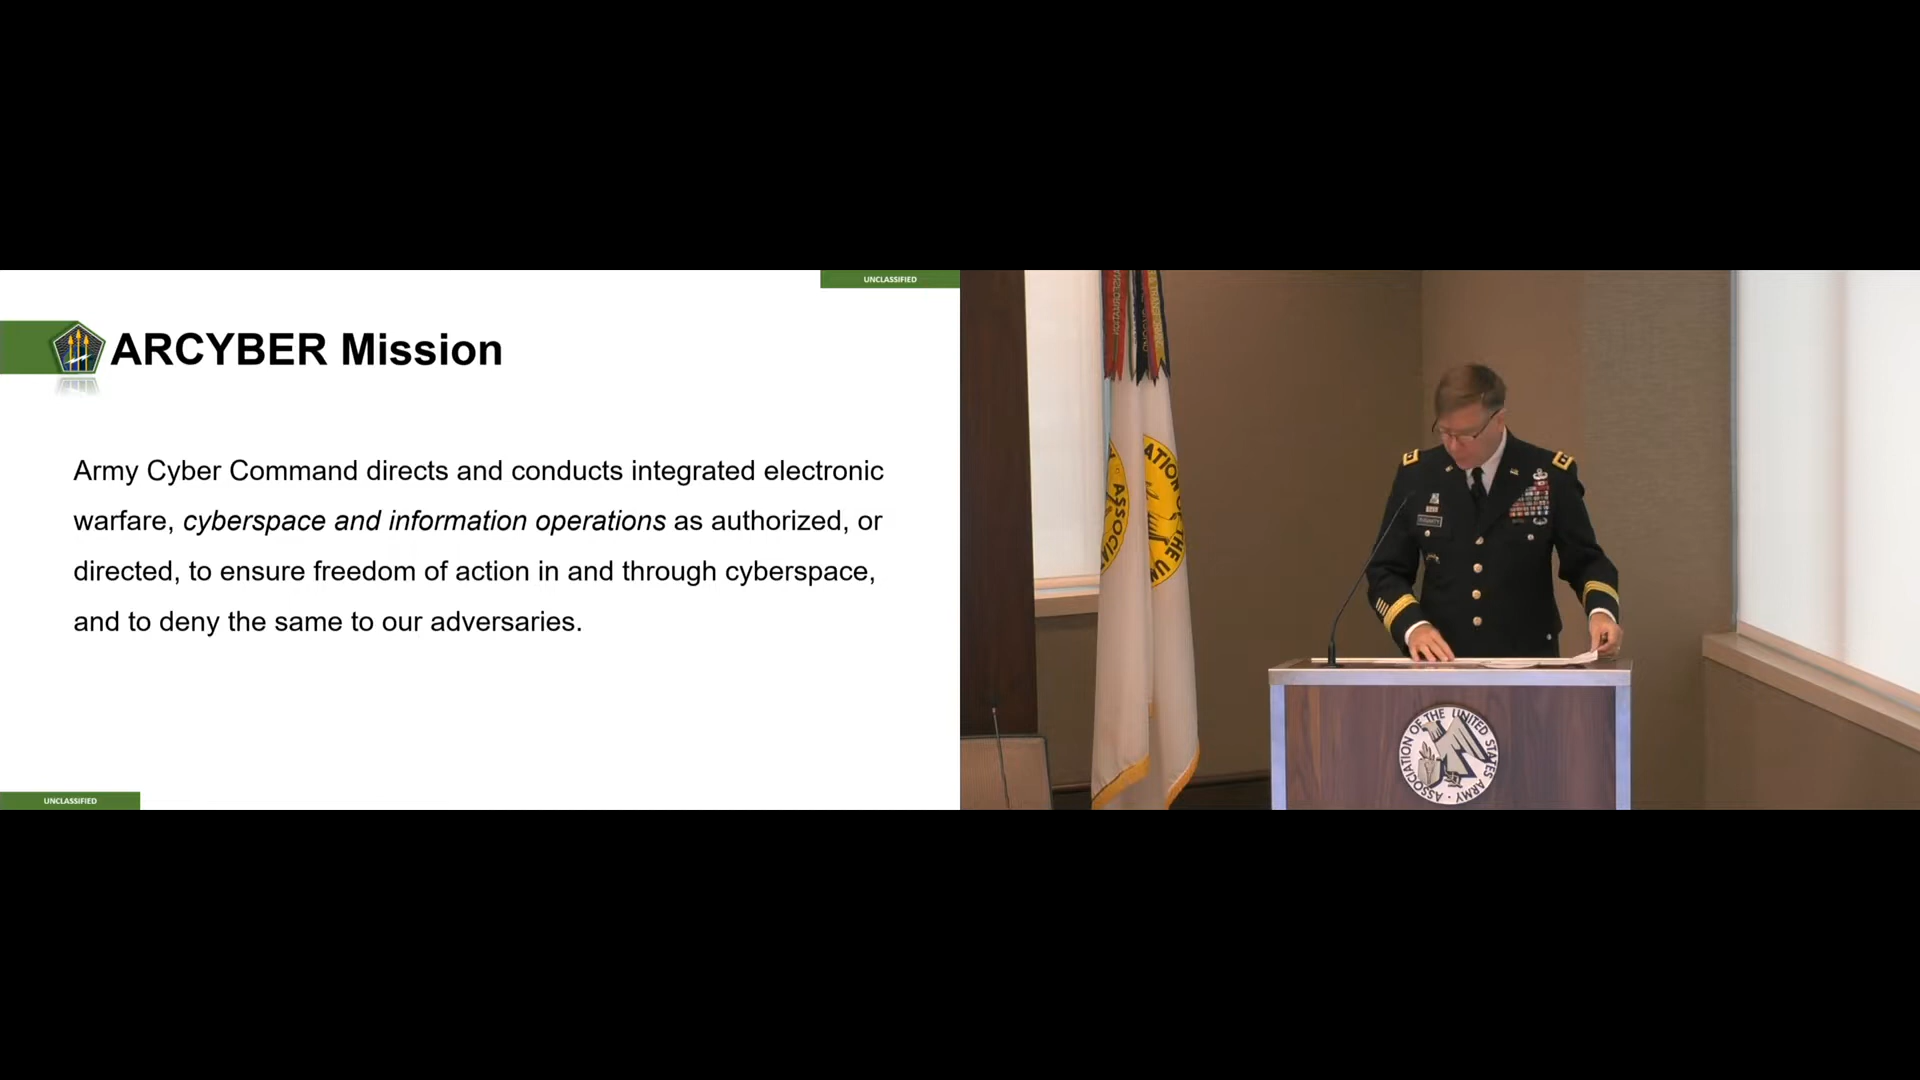 UNCLASSIFIED
ARCYBER Mission
Army Cyber Command directs and conducts integrated electronic
warfare, cyberspace and information operations as authorized, or
directed, to ensure freedom of action in and through cyberspace,
and to deny the same to our adversaries.
UNCLASSIFIED
ASSOCIATION OF THE UNITED STATES ARMY